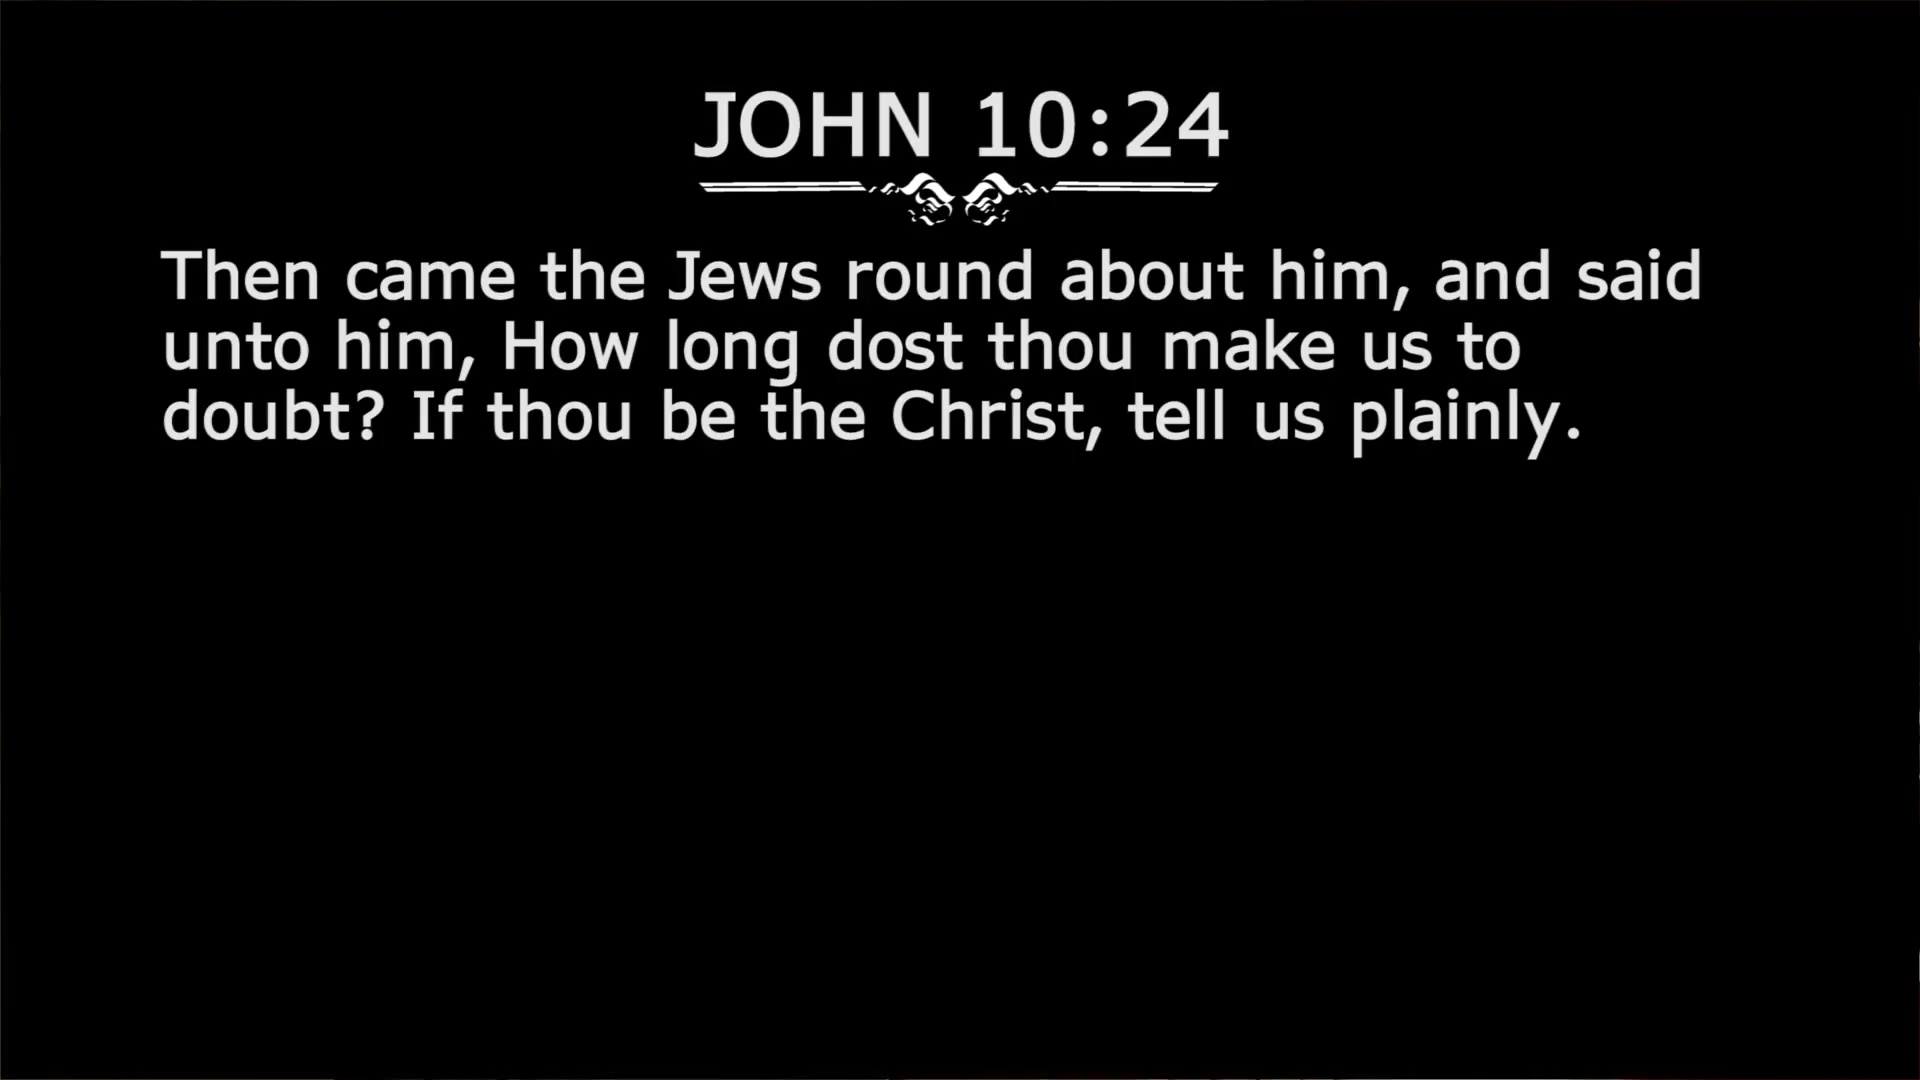 JOHN 10:24
Then came the Jews round about him, and said
unto him, How long dost thou make us to
doubt? If thou be the Christ, tell us plainly.